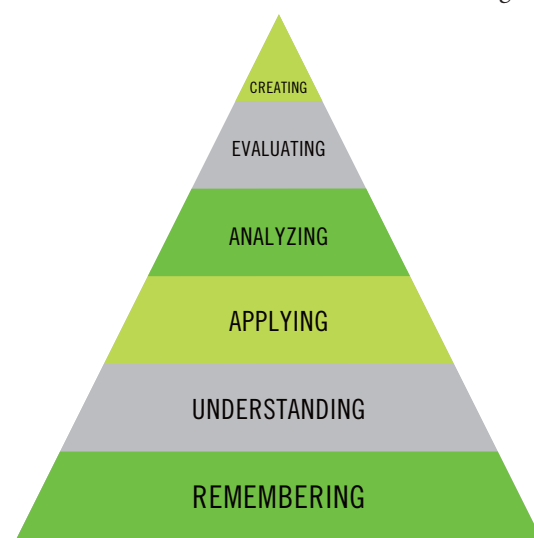 CREATING
EVALUATING
ANALYZING
APPLYING
UNDERSTANDING
REMEMBERING